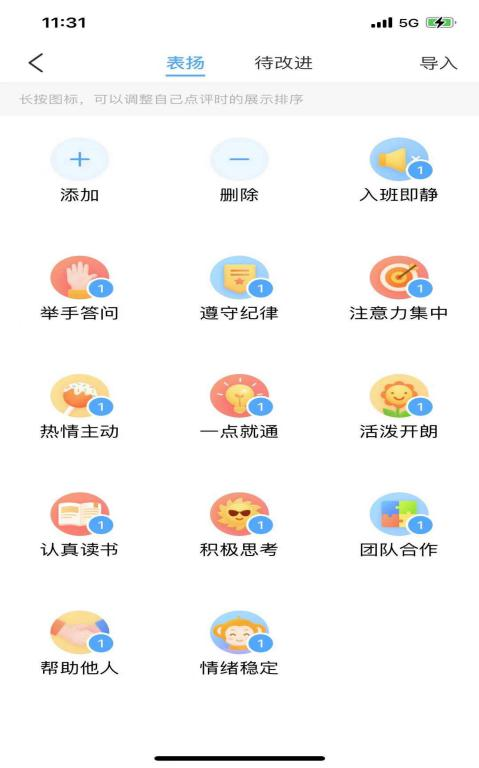 11:31 5G
表扬 待改进 导入
长按图标，可以调整自己点评时的展示排序
添加 删除 1 入班即静
1 举手答问 1 遵守纪律 1 注意力集中
1 热情主动 1 一点就通 1 活泼开朗
1 认真读书 1 积极思考 1 团队合作
1 帮助他人 1 情绪稳定